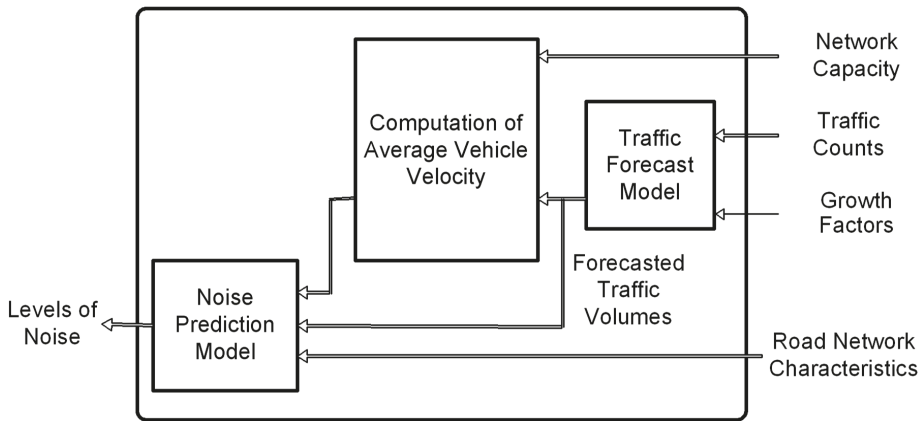 Network
Capacity
Computation of
Average Vehicle
Velocity
Traffic
Forecast
Model
Traffic
Counts
Growth
Factors
Forecasted
Traffic
Volumes
Noise
Prediction
Model
Levels of
Noise
Road Network
Characteristics